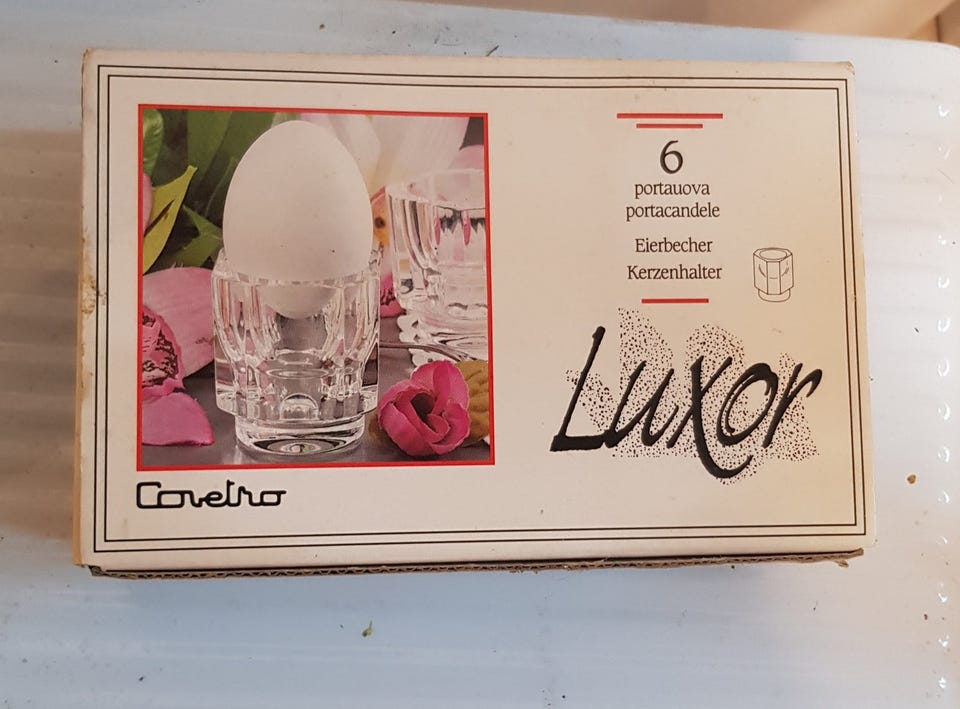 6
portauova
portacandele
Eierbecher
Kerzenhalter
Luxor
Covetro